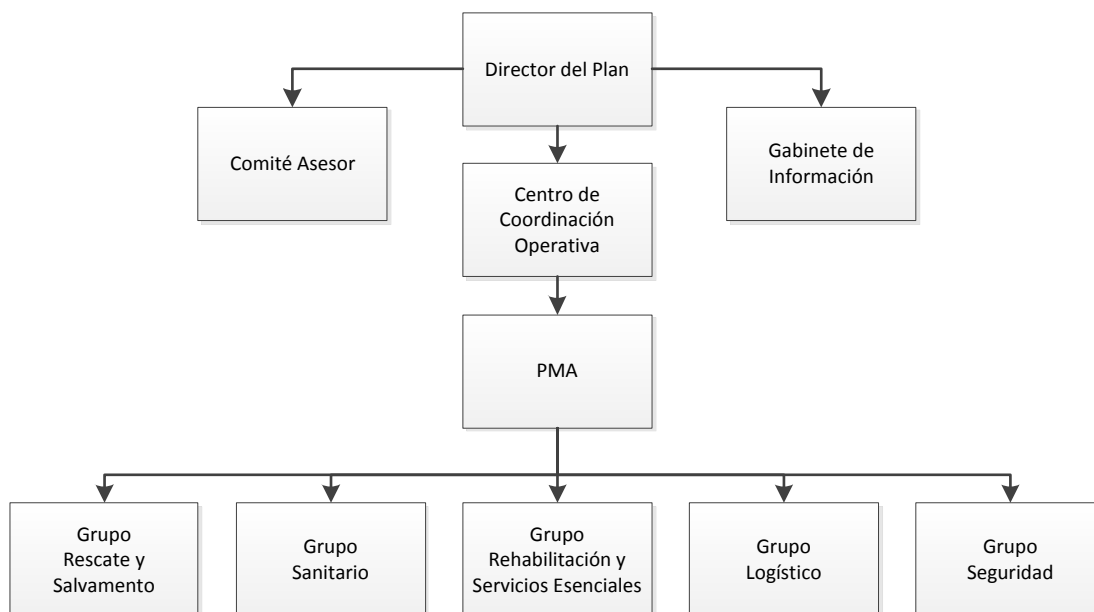 Director del Plan
Comité Asesor
Gabinete de
Información
Centro de
Coordinación
Operativa
PMA
Grupo
Rescate y
Salvamento
Grupo
Sanitario
Grupo
Rehabilitación y
Servicios Esenciales
Grupo
Logístico
Grupo
Seguridad